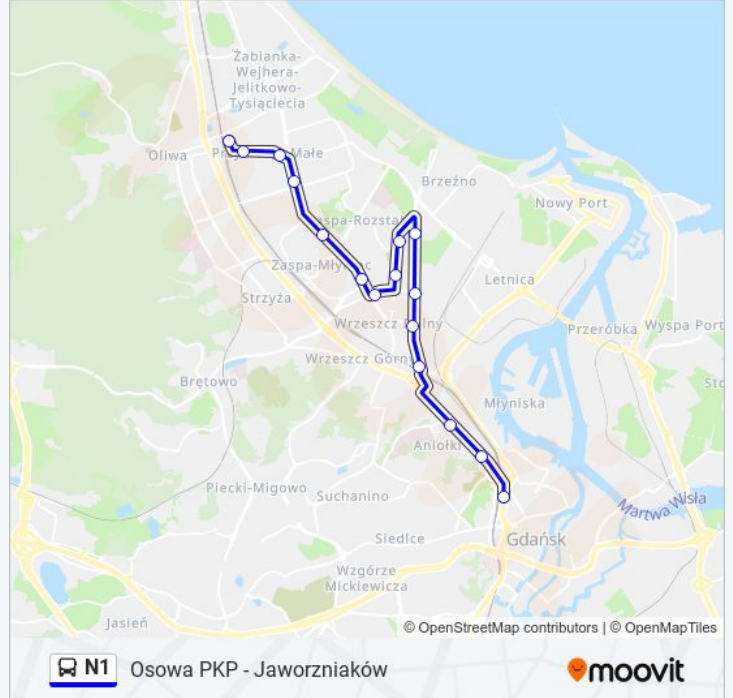 Żabianka-
Wejhera-
Jelitkowo-
Tysiąclecia
Oliwa
Małe
Brzeźno
Nowy Port
Zaspa-Młyniec
Letnica
Strzyża
Przeróbka
Wyspa Port
Wrzeszcz Dolny
Wrzeszcz Górny
Brętowo
Młyniska
Aniołki
Piecki-Migowo
Suchanino
Martwa Wisła
Siedlce
Gdańsk
Wzgórze
Mickiewicza
Jasień
© OpenStreetMap contributors | © OpenMapTiles
N1 Osowa PKP - Jaworzniaków
moovit